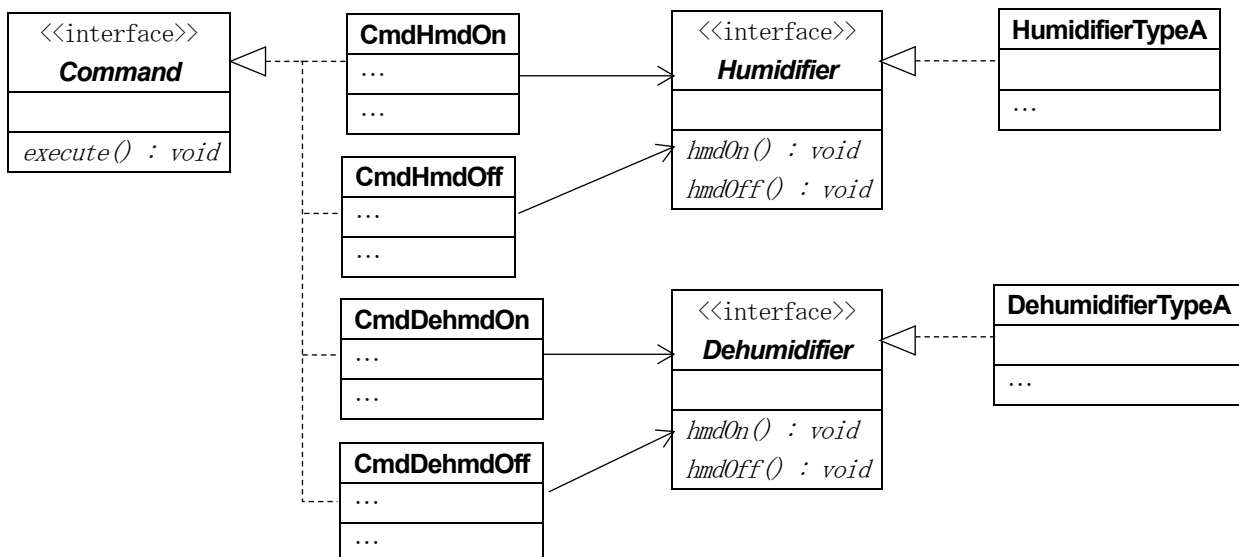 <<interface>>
Command
execute() : void
CmdHmdOn
...
...
CmdHmdOff
...
...
CmdDehmdOn
...
...
CmdDehmdOff
...
...
<<interface>>
Humidifier
hmdOn() : void
hmdOff() : void
<<interface>>
Dehumidifier
hmdOn() : void
hmdOff() : void
HumidifierTypeA
...
DehumidifierTypeA
...